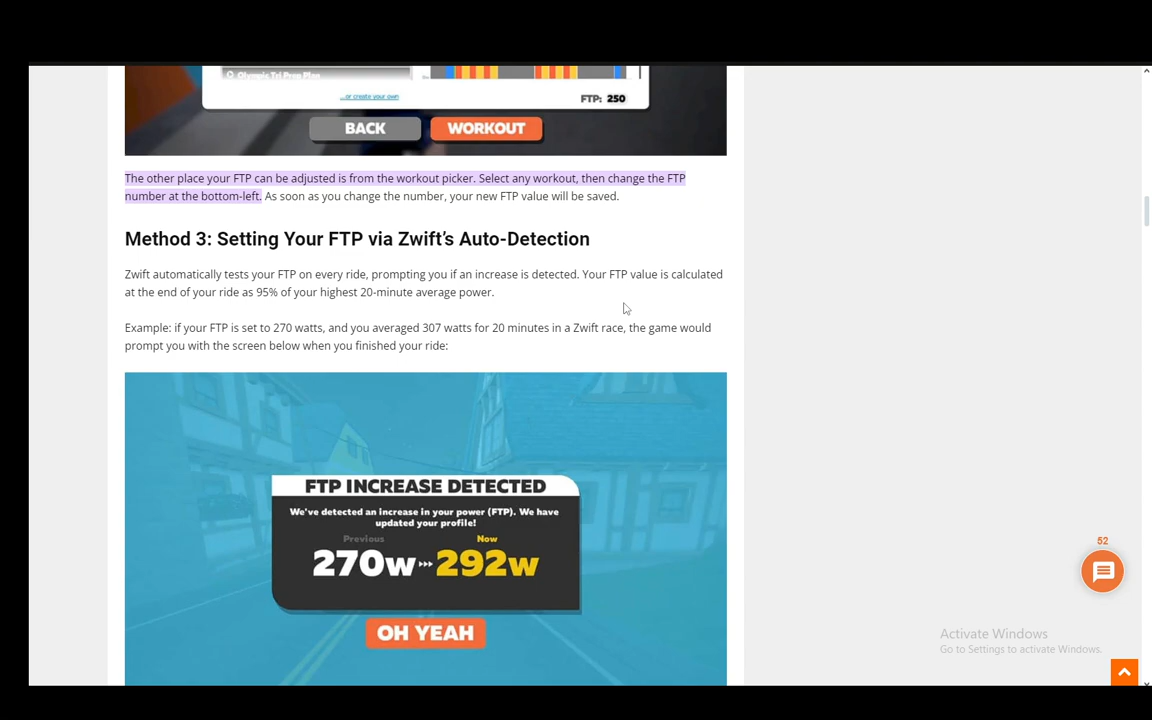 Olympic Tri Prep Plan
...or create your own
FTP: 250
BACK
WORKOUT
The other place your FTP can be adjusted is from the workout picker. Select any workout, then change the FTP
number at the bottom-left. As soon as you change the number, your new FTP value will be saved.
Method 3: Setting Your FTP via Zwift’s Auto-Detection
Zwift automatically tests your FTP on every ride, prompting you if an increase is detected. Your FTP value is calculated
at the end of your ride as 95% of your highest 20-minute average power.
Example: if your FTP is set to 270 watts, and you averaged 307 watts for 20 minutes in a Zwift race, the game would
prompt you with the screen below when you finished your ride:
FTP INCREASE DETECTED
We've detected an increase in your power (FTP). We have
updated your profile!
Previous
Now
270w
292w
OH YEAH
52
Activate Windows
Go to Settings to activate Windows.